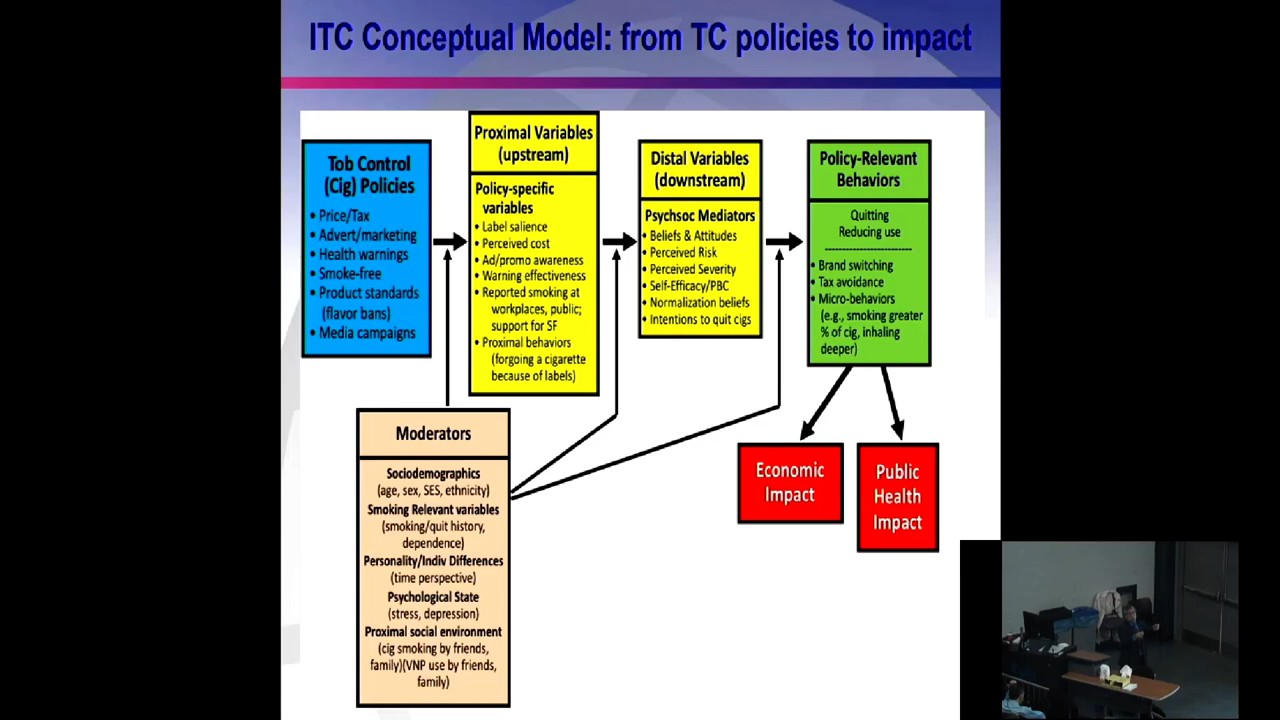 ITC Conceptual Model: from TC policies to impact
Tob Control
(Cig) Policies
• Price/Tax
• Advert/marketing
• Health warnings
• Smoke-free
• Product standards
(flavor bans)
• Media campaigns
Proximal Variables
(upstream)
Policy-specific
variables
• Label salience
• Perceived cost
• Ad/promo awareness
• Warning effectiveness
• Reported smoking at
workplaces, public;
support for SF
• Proximal behaviors
(forgoing a cigarette
because of labels)
Distal Variables
(downstream)
Psychsoc Mediators
• Beliefs & Attitudes
• Perceived Risk
• Perceived Severity
• Self-Efficacy/PBC
• Normalization beliefs
• Intentions to quit cigs
Policy-Relevant
Behaviors
Quitting
Reducing use
------------------------
• Brand switching
• Tax avoidance
• Micro-behaviors
(e.g., smoking greater
% of cig, inhaling
deeper)
Moderators
Sociodemographics
(age, sex, SES, ethnicity)
Smoking Relevant variables
(smoking/quit history,
dependence)
Personality/Indiv Differences
(time perspective)
Psychological State
(stress, depression)
Proximal social environment
(cig smoking by friends,
family)(VNP use by friends,
family)
Economic
Impact
Public
Health
Impact